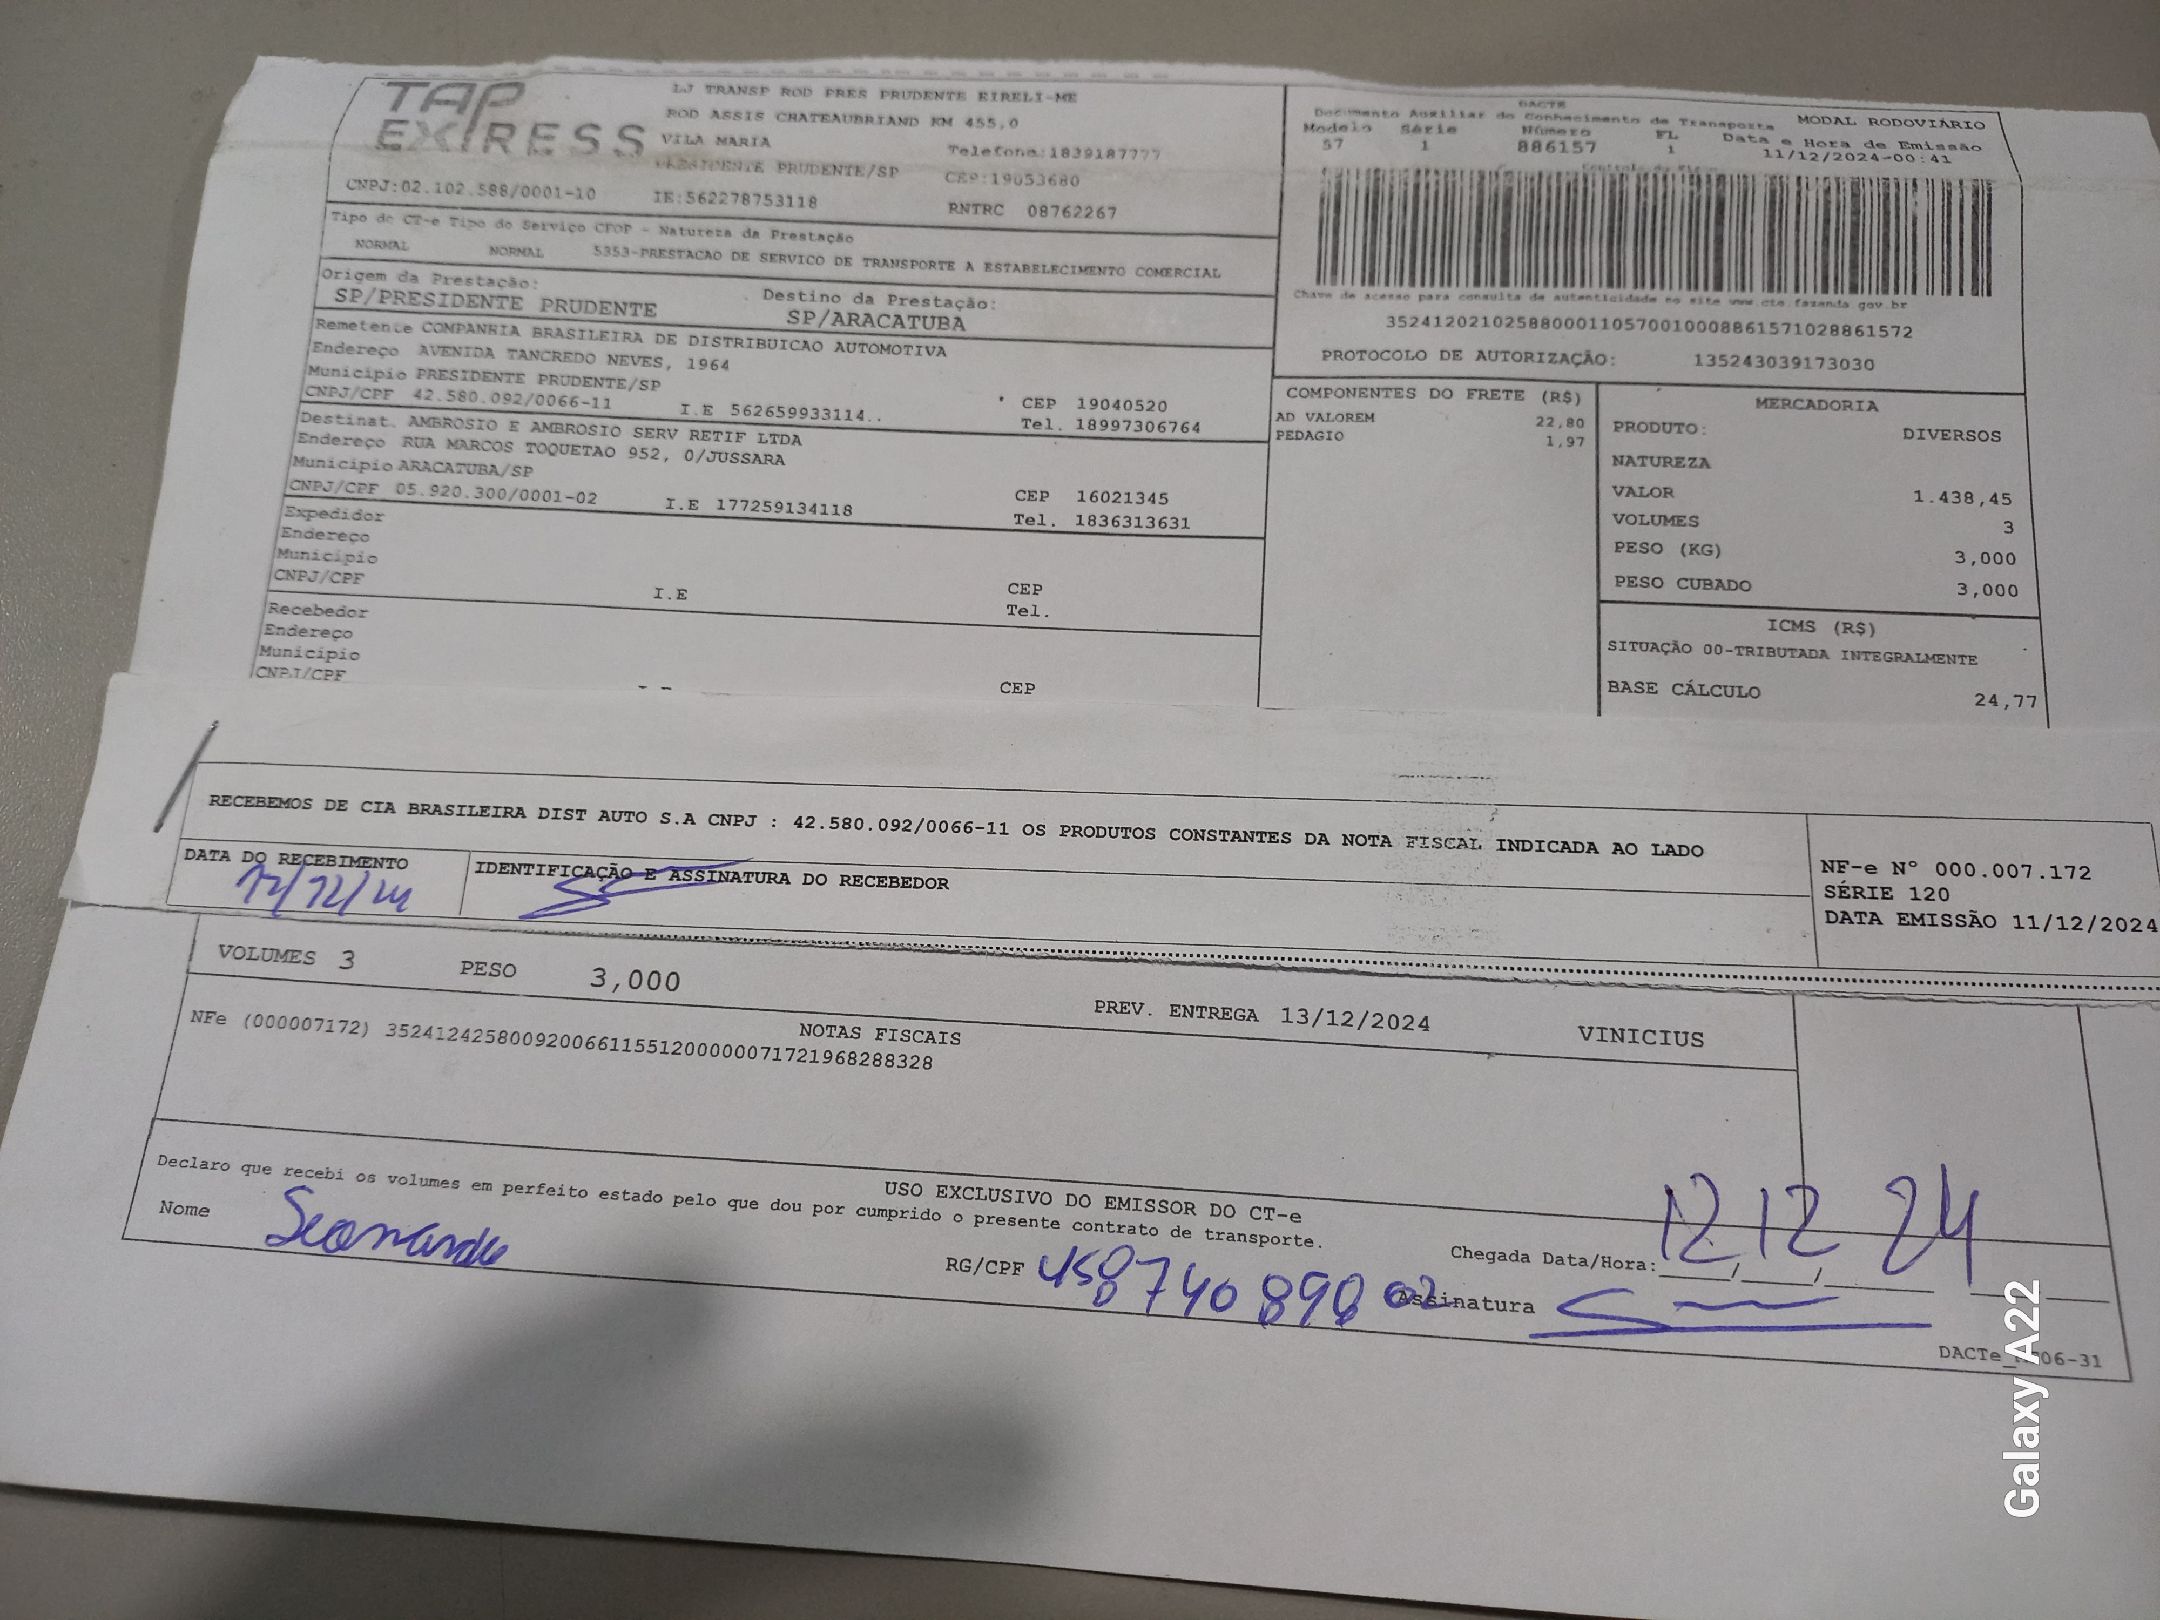 TAP EXPRESS
LJ TRANSP ROD PRES PRUDENTE EIRELI-ME
ROD ASSIS CHATEAUBRIAND KM 455,0
VILA MARIA Telefone:1839187777
PRESIDENTE PRUDENTE/SP CEP:19053680
CNPJ:02.102.588/0001-10 IE:562278753118 RNTRC 08762267
DACTE
Documento Auxiliar do Conhecimento de Transporte MODAL RODOVIÁRIO
Modelo Série Número FL Data e Hora de Emissão
57 1 886157 1 11/12/2024-00:41
Chave de acesso para consulta de autenticidade no site www.cte.fazenda.gov.br
35241202102588000110570010008861571028861572
PROTOCOLO DE AUTORIZAÇÃO: 135243039173030
Tipo do CT-e Tipo do Serviço CFOP - Natureza da Prestação
NORMAL NORMAL 5353-PRESTACAO DE SERVICO DE TRANSPORTE A ESTABELECIMENTO COMERCIAL
Origem da Prestação: Destino da Prestação:
SP/PRESIDENTE PRUDENTE SP/ARACATUBA
Remetente COMPANHIA BRASILEIRA DE DISTRIBUICAO AUTOMOTIVA
Endereço AVENIDA TANCREDO NEVES, 1964
Município PRESIDENTE PRUDENTE/SP CEP 19040520
CNPJ/CPF 42.580.092/0066-11 I.E 562659933114.. Tel. 18997306764
Destinat. AMBROSIO E AMBROSIO SERV RETIF LTDA
Endereço RUA MARCOS TOQUETAO 952, 0/JUSSARA
Município ARACATUBA/SP CEP 16021345
CNPJ/CPF 05.920.300/0001-02 I.E 177259134118 Tel. 1836313631
Expedidor
Endereço
Município CEP
CNPJ/CPF I.E Tel.
Recebedor
Endereço
Município CEP
CNPJ/CPF
COMPONENTES DO FRETE (R$)
AD VALOREM 22,80
PEDAGIO 1,97
MERCADORIA
PRODUTO: DIVERSOS
NATUREZA
VALOR 1.438,45
VOLUMES 3
PESO (KG) 3,000
PESO CUBADO 3,000
ICMS (R$)
SITUAÇÃO 00-TRIBUTADA INTEGRALMENTE
BASE CÁLCULO 24,77
RECEBEMOS DE CIA BRASILEIRA DIST AUTO S.A CNPJ : 42.580.092/0066-11 OS PRODUTOS CONSTANTES DA NOTA FISCAL INDICADA AO LADO
DATA DO RECEBIMENTO IDENTIFICAÇÃO E ASSINATURA DO RECEBEDOR
12/12/24
NF-e Nº 000.007.172
SÉRIE 120
DATA EMISSÃO 11/12/2024
VOLUMES 3 PESO 3,000 PREV. ENTREGA 13/12/2024 VINICIUS
NOTAS FISCAIS
NFe (000007172) 35241242580092006611551200000071721968288328
USO EXCLUSIVO DO EMISSOR DO CT-e
Declaro que recebi os volumes em perfeito estado pelo que dou por cumprido o presente contrato de transporte.
Nome Leonardo RG/CPF 458740898 02 Chegada Data/Hora: 12 12 24
Assinatura
Galaxy A22